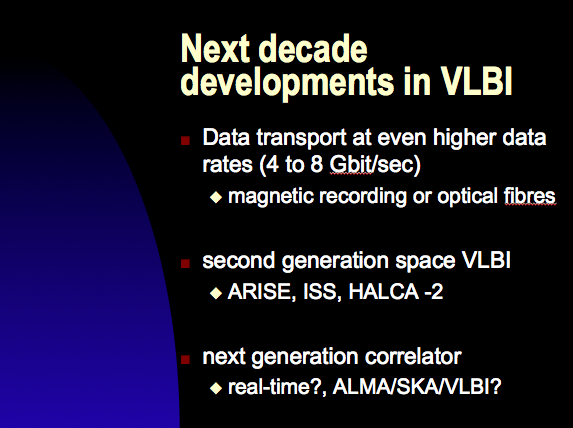 Next decade
developments in VLBI
Data transport at even higher data
rates (4 to 8 Gbit/sec)
magnetic recording or optical fibres
second generation space VLBI
ARISE, ISS, HALCA -2
next generation correlator
real-time?, ALMA/SKA/VLBI?